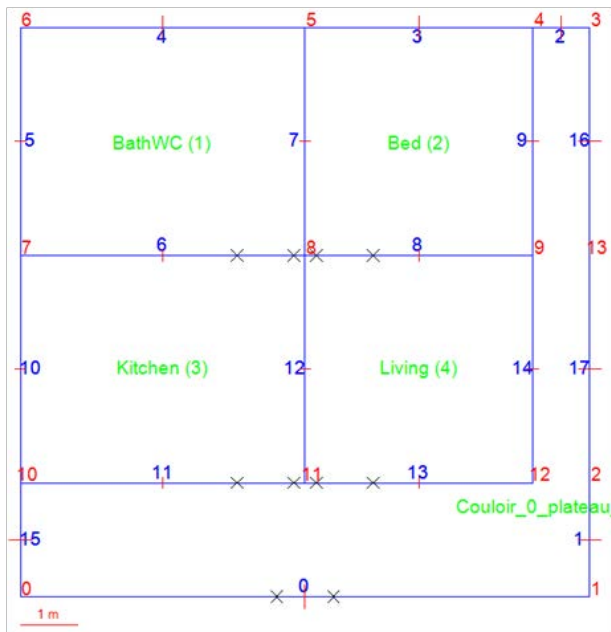 6 5 4 3
4 3 2
5 BathWC (1) 7 Bed (2) 9 16
6 8
7 8 9 13
10 Kitchen (3) 12 Living (4) 14 17
11 13
10 11 12 2
Couloir_0_plateau_
15 1
0 0 1
1 m